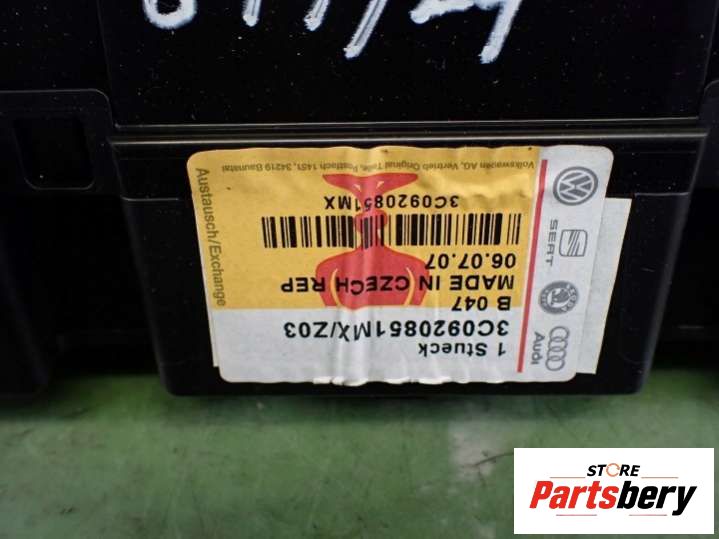 1 Stueck
3C0920851MX/Z03
B 047
MADE IN CZECH REP
06.07.07
3C0920851MX
Volkswagen AG, Vertrieb Original Teile, Postfach 1451, 34219 Baunatal
Austausch/Exchange
SEAT
Audi
STORE
Partsbery